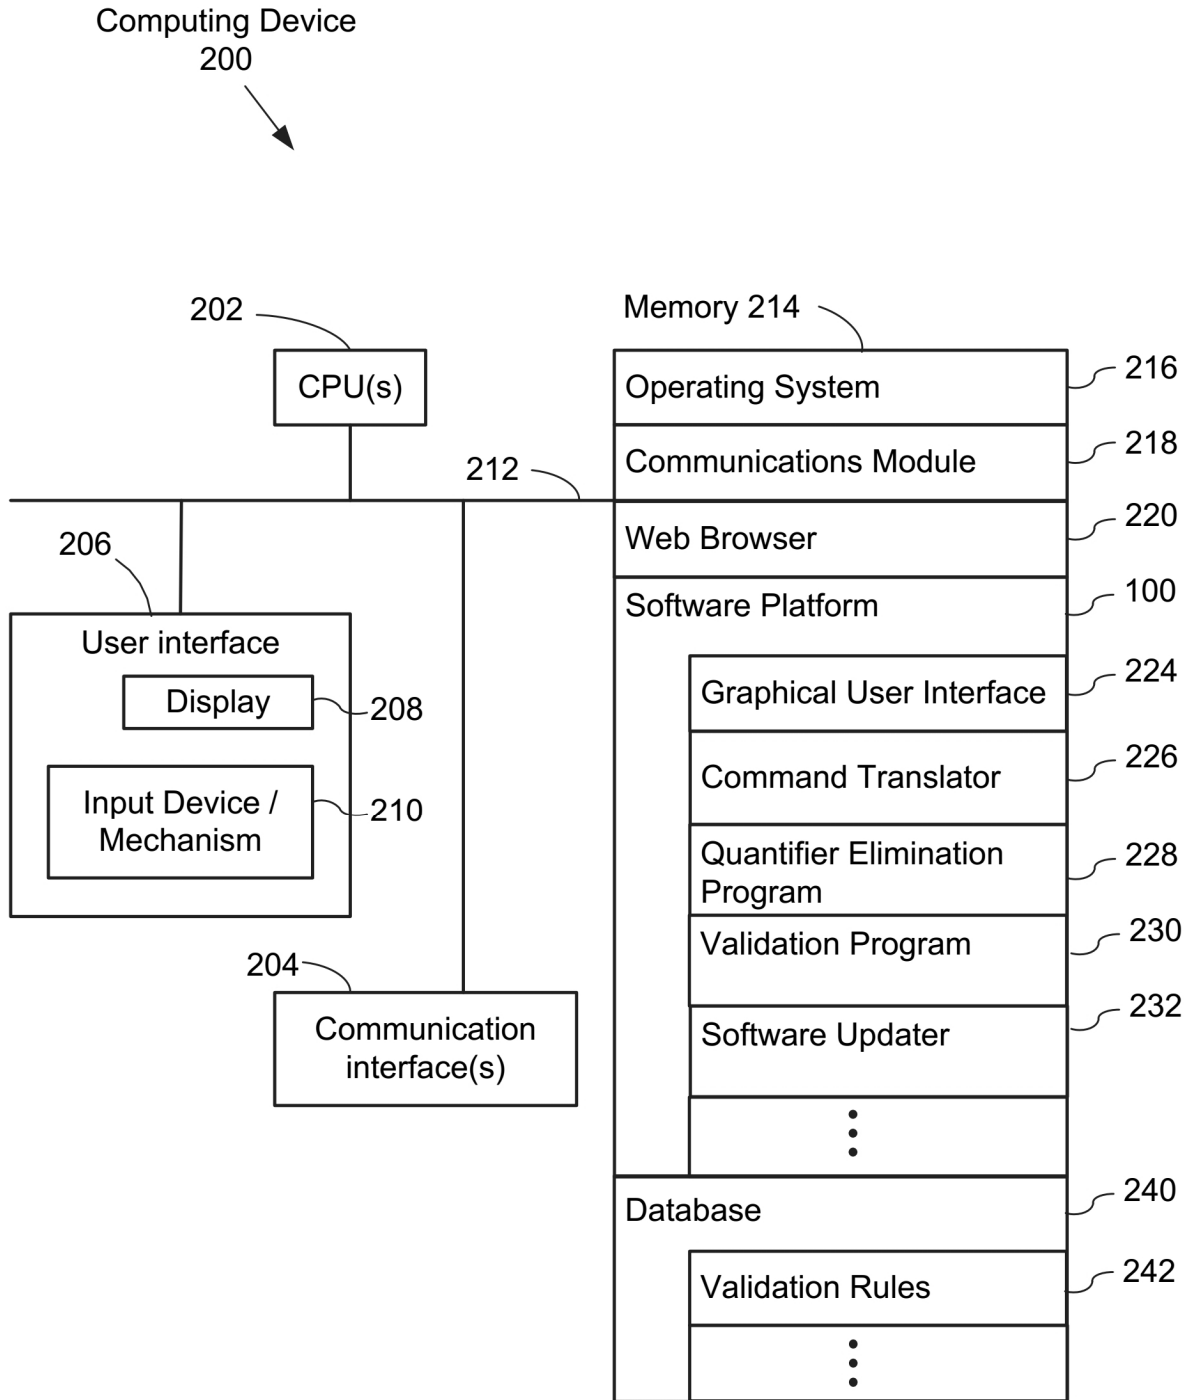 Computing Device
200
202
CPU(s)
212
206
User interface
Display
208
Input Device /
Mechanism
210
204
Communication
interface(s)
Memory 214
Operating System
216
Communications Module
218
Web Browser
220
Software Platform
100
Graphical User Interface
224
Command Translator
226
Quantifier Elimination
Program
228
Validation Program
230
Software Updater
232
Database
240
Validation Rules
242